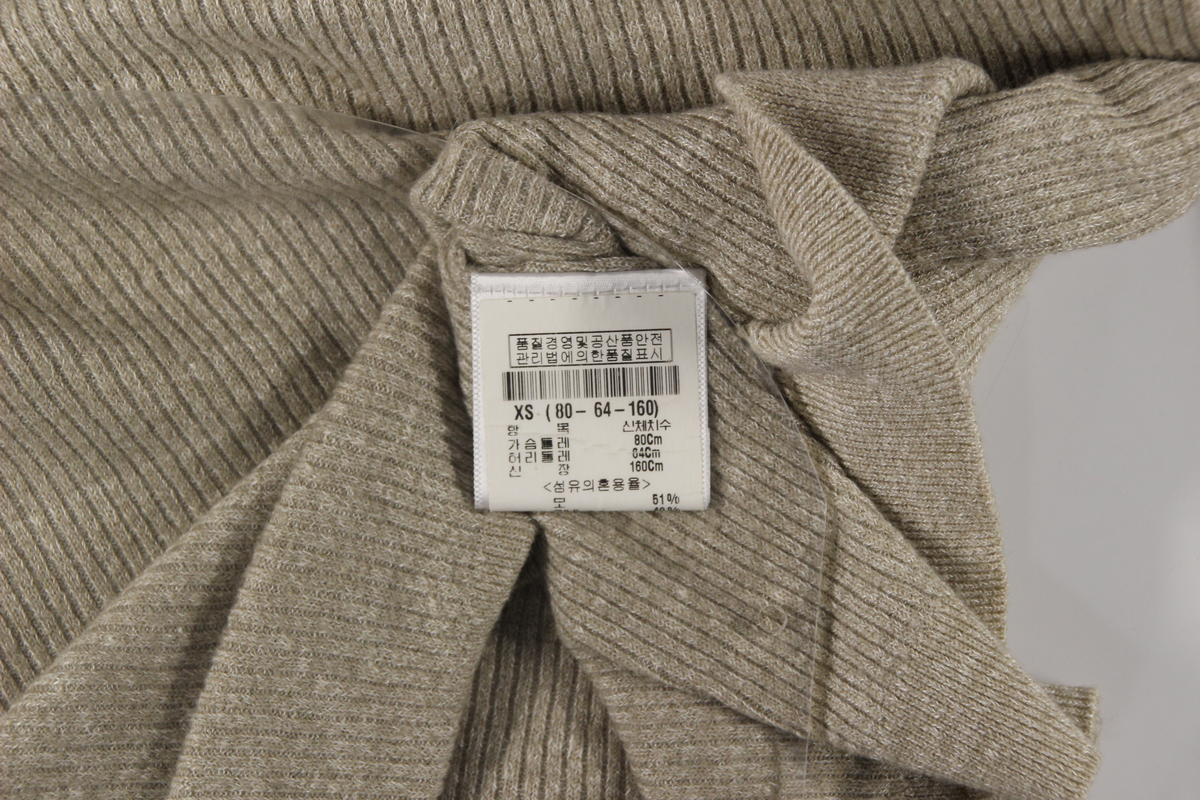 품질경영및공산품안전
관리법에의한품질표시
XS (80-64-160)
항 목 신체치수
가슴둘레 80Cm
허리둘레 64Cm
신 장 160Cm
<섬유의혼용율>
모 51%